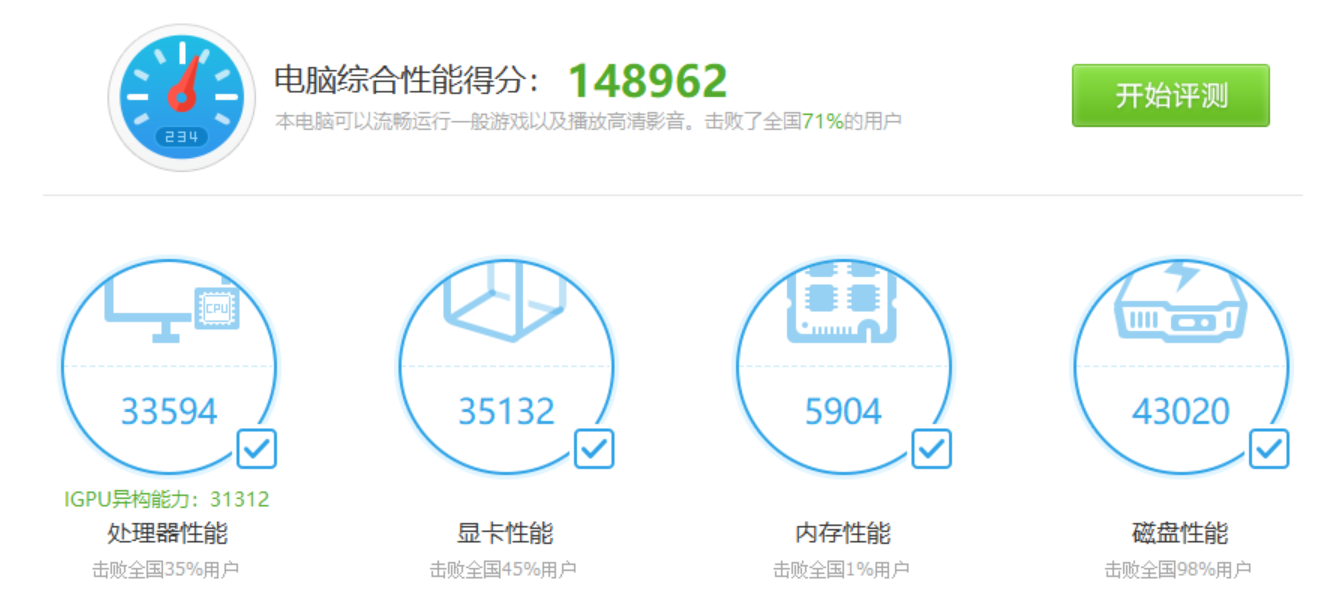 电脑综合性能得分： 148962
本电脑可以流畅运行一般游戏以及播放高清影音。击败了全国71%的用户
开始评测
234
CPU
33594
35132
5904
43020
IGPU异构能力：31312
处理器性能
显卡性能
内存性能
磁盘性能
击败全国35%用户
击败全国45%用户
击败全国1%用户
击败全国98%用户